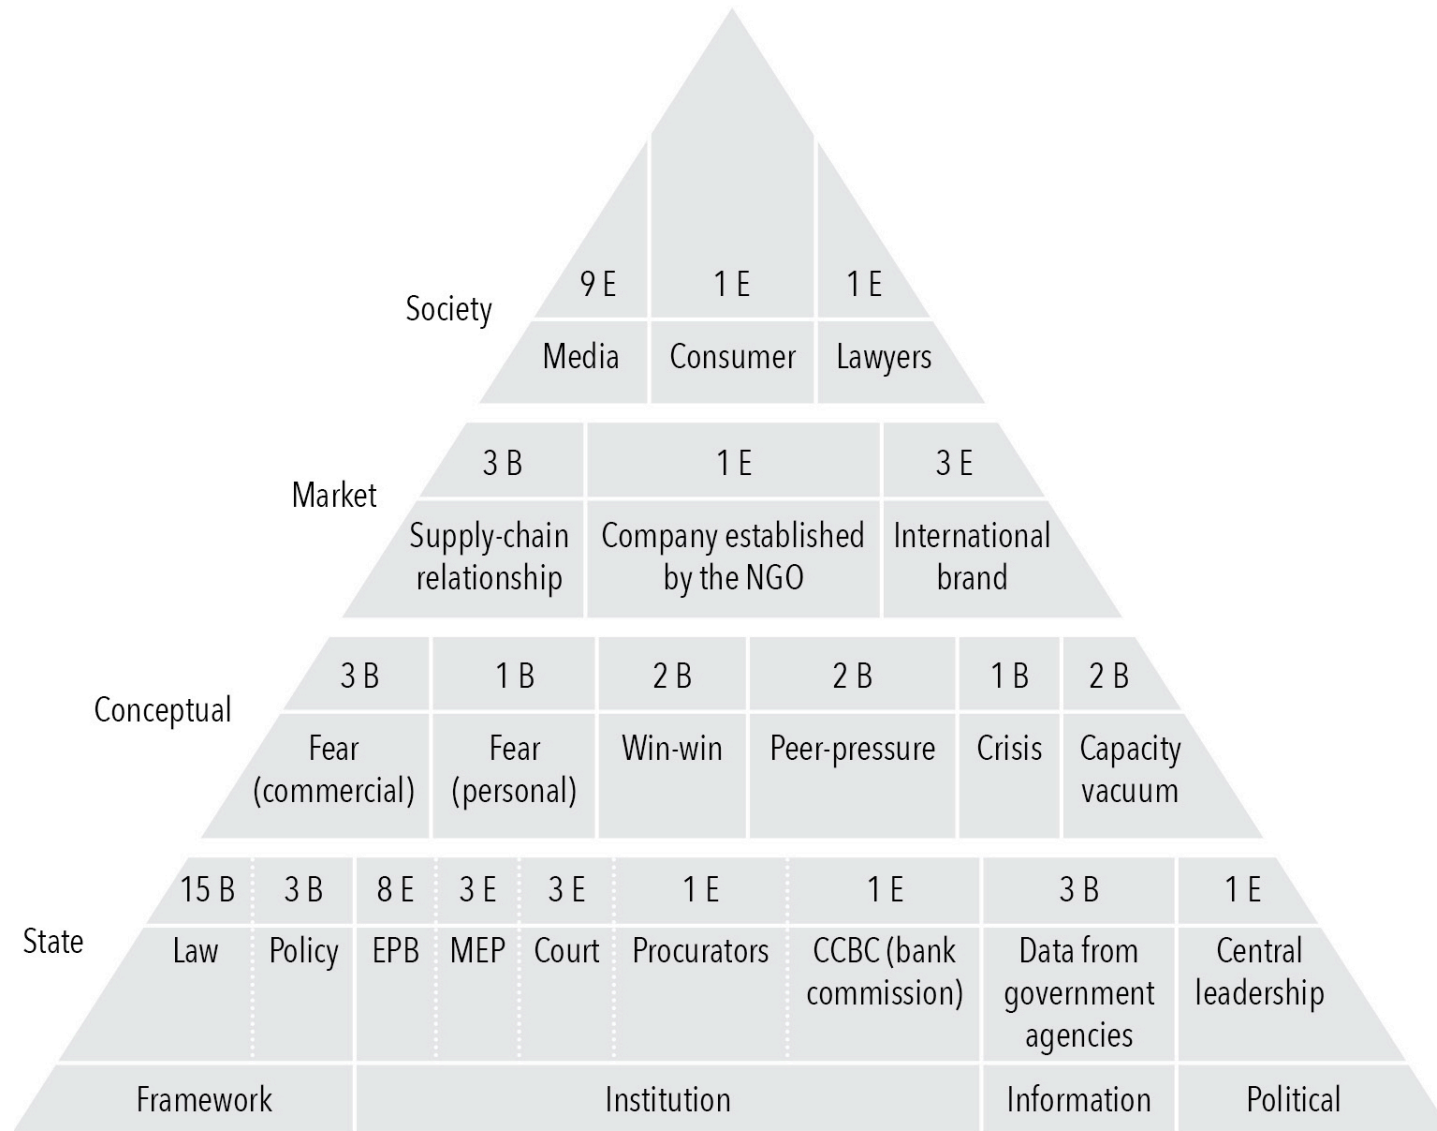 9 E 1 E 1 E
Society
Media Consumer Lawyers
3 B 1 E 3 E
Market
Supply-chain Company established International
relationship by the NGO brand
3 B 1 B 2 B 2 B 1 B 2 B
Conceptual
Fear Fear Win-win Peer-pressure Crisis Capacity
(commercial) (personal) vacuum
15 B 3 B 8 E 3 E 3 E 1 E 1 E 3 B 1 E
State
Law Policy EPB MEP Court Procurators CCBC (bank Data from Central
commission) government leadership
agencies
Framework Institution Information Political